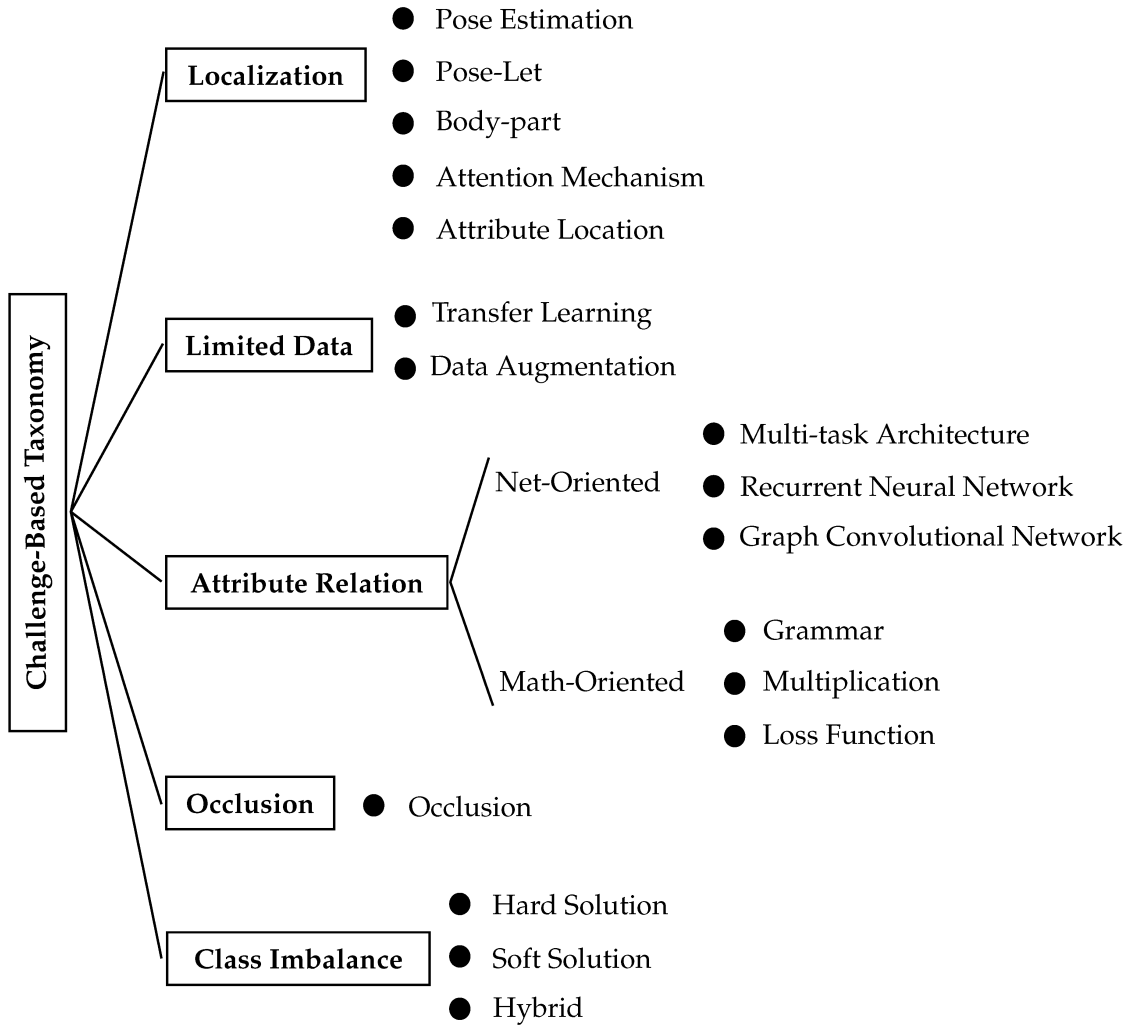 Challenge-Based Taxonomy
Localization
Pose Estimation
Pose-Let
Body-part
Attention Mechanism
Attribute Location
Limited Data
Transfer Learning
Data Augmentation
Attribute Relation
Net-Oriented
Multi-task Architecture
Recurrent Neural Network
Graph Convolutional Network
Math-Oriented
Grammar
Multiplication
Loss Function
Occlusion
Occlusion
Class Imbalance
Hard Solution
Soft Solution
Hybrid